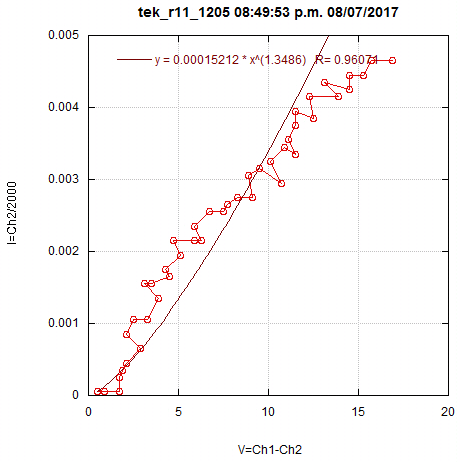 tek_r11_1205 08:49:53 p.m. 08/07/2017
y = 0.00015212 * x^(1.3486) R= 0.96071
0.005
0.004
0.003
0.002
0.001
0
I=Ch2/2000
0 5 10 15 20
V=Ch1-Ch2